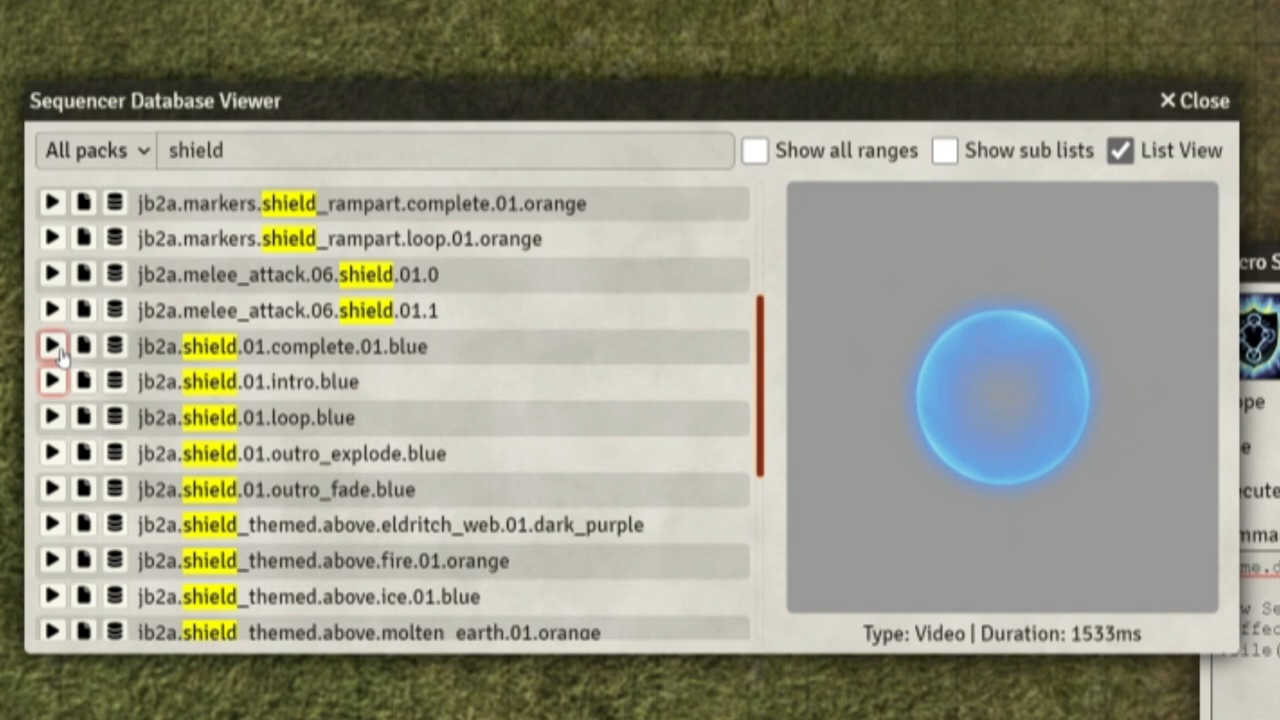 Sequencer Database Viewer
Close
All packs
shield
Show all ranges
Show sub lists
List View
jb2a.markers.shield_rampart.complete.01.orange
jb2a.markers.shield_rampart.loop.01.orange
jb2a.melee_attack.06.shield.01.0
jb2a.melee_attack.06.shield.01.1
jb2a.shield.01.complete.01.blue
jb2a.shield.01.intro.blue
jb2a.shield.01.loop.blue
jb2a.shield.01.outro_explode.blue
jb2a.shield.01.outro_fade.blue
jb2a.shield_themed.above.eldritch_web.01.dark_purple
jb2a.shield_themed.above.fire.01.orange
jb2a.shield_themed.above.ice.01.blue
jb2a.shield_themed.above.molten_earth.01.orange
Type: Video | Duration: 1533ms